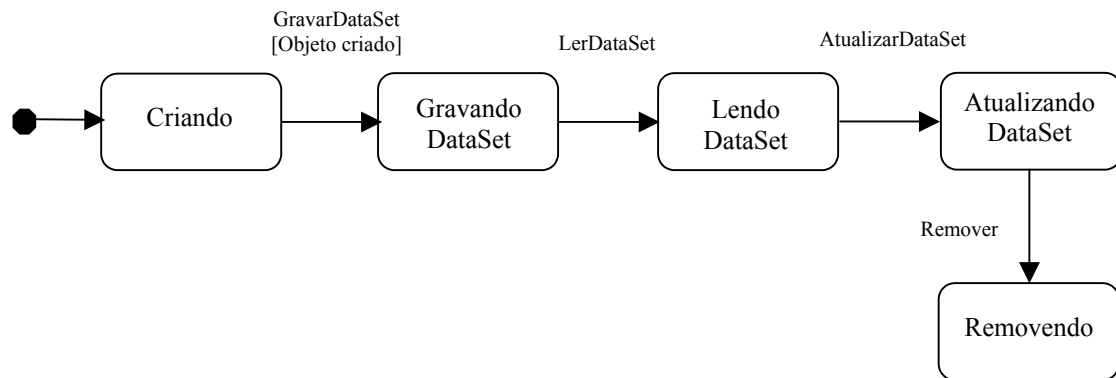 GravarDataSet
[Objeto criado]
LerDataSet
AtualizarDataSet
Criando
Gravando
DataSet
Lendo
DataSet
Atualizando
DataSet
Remover
Removendo